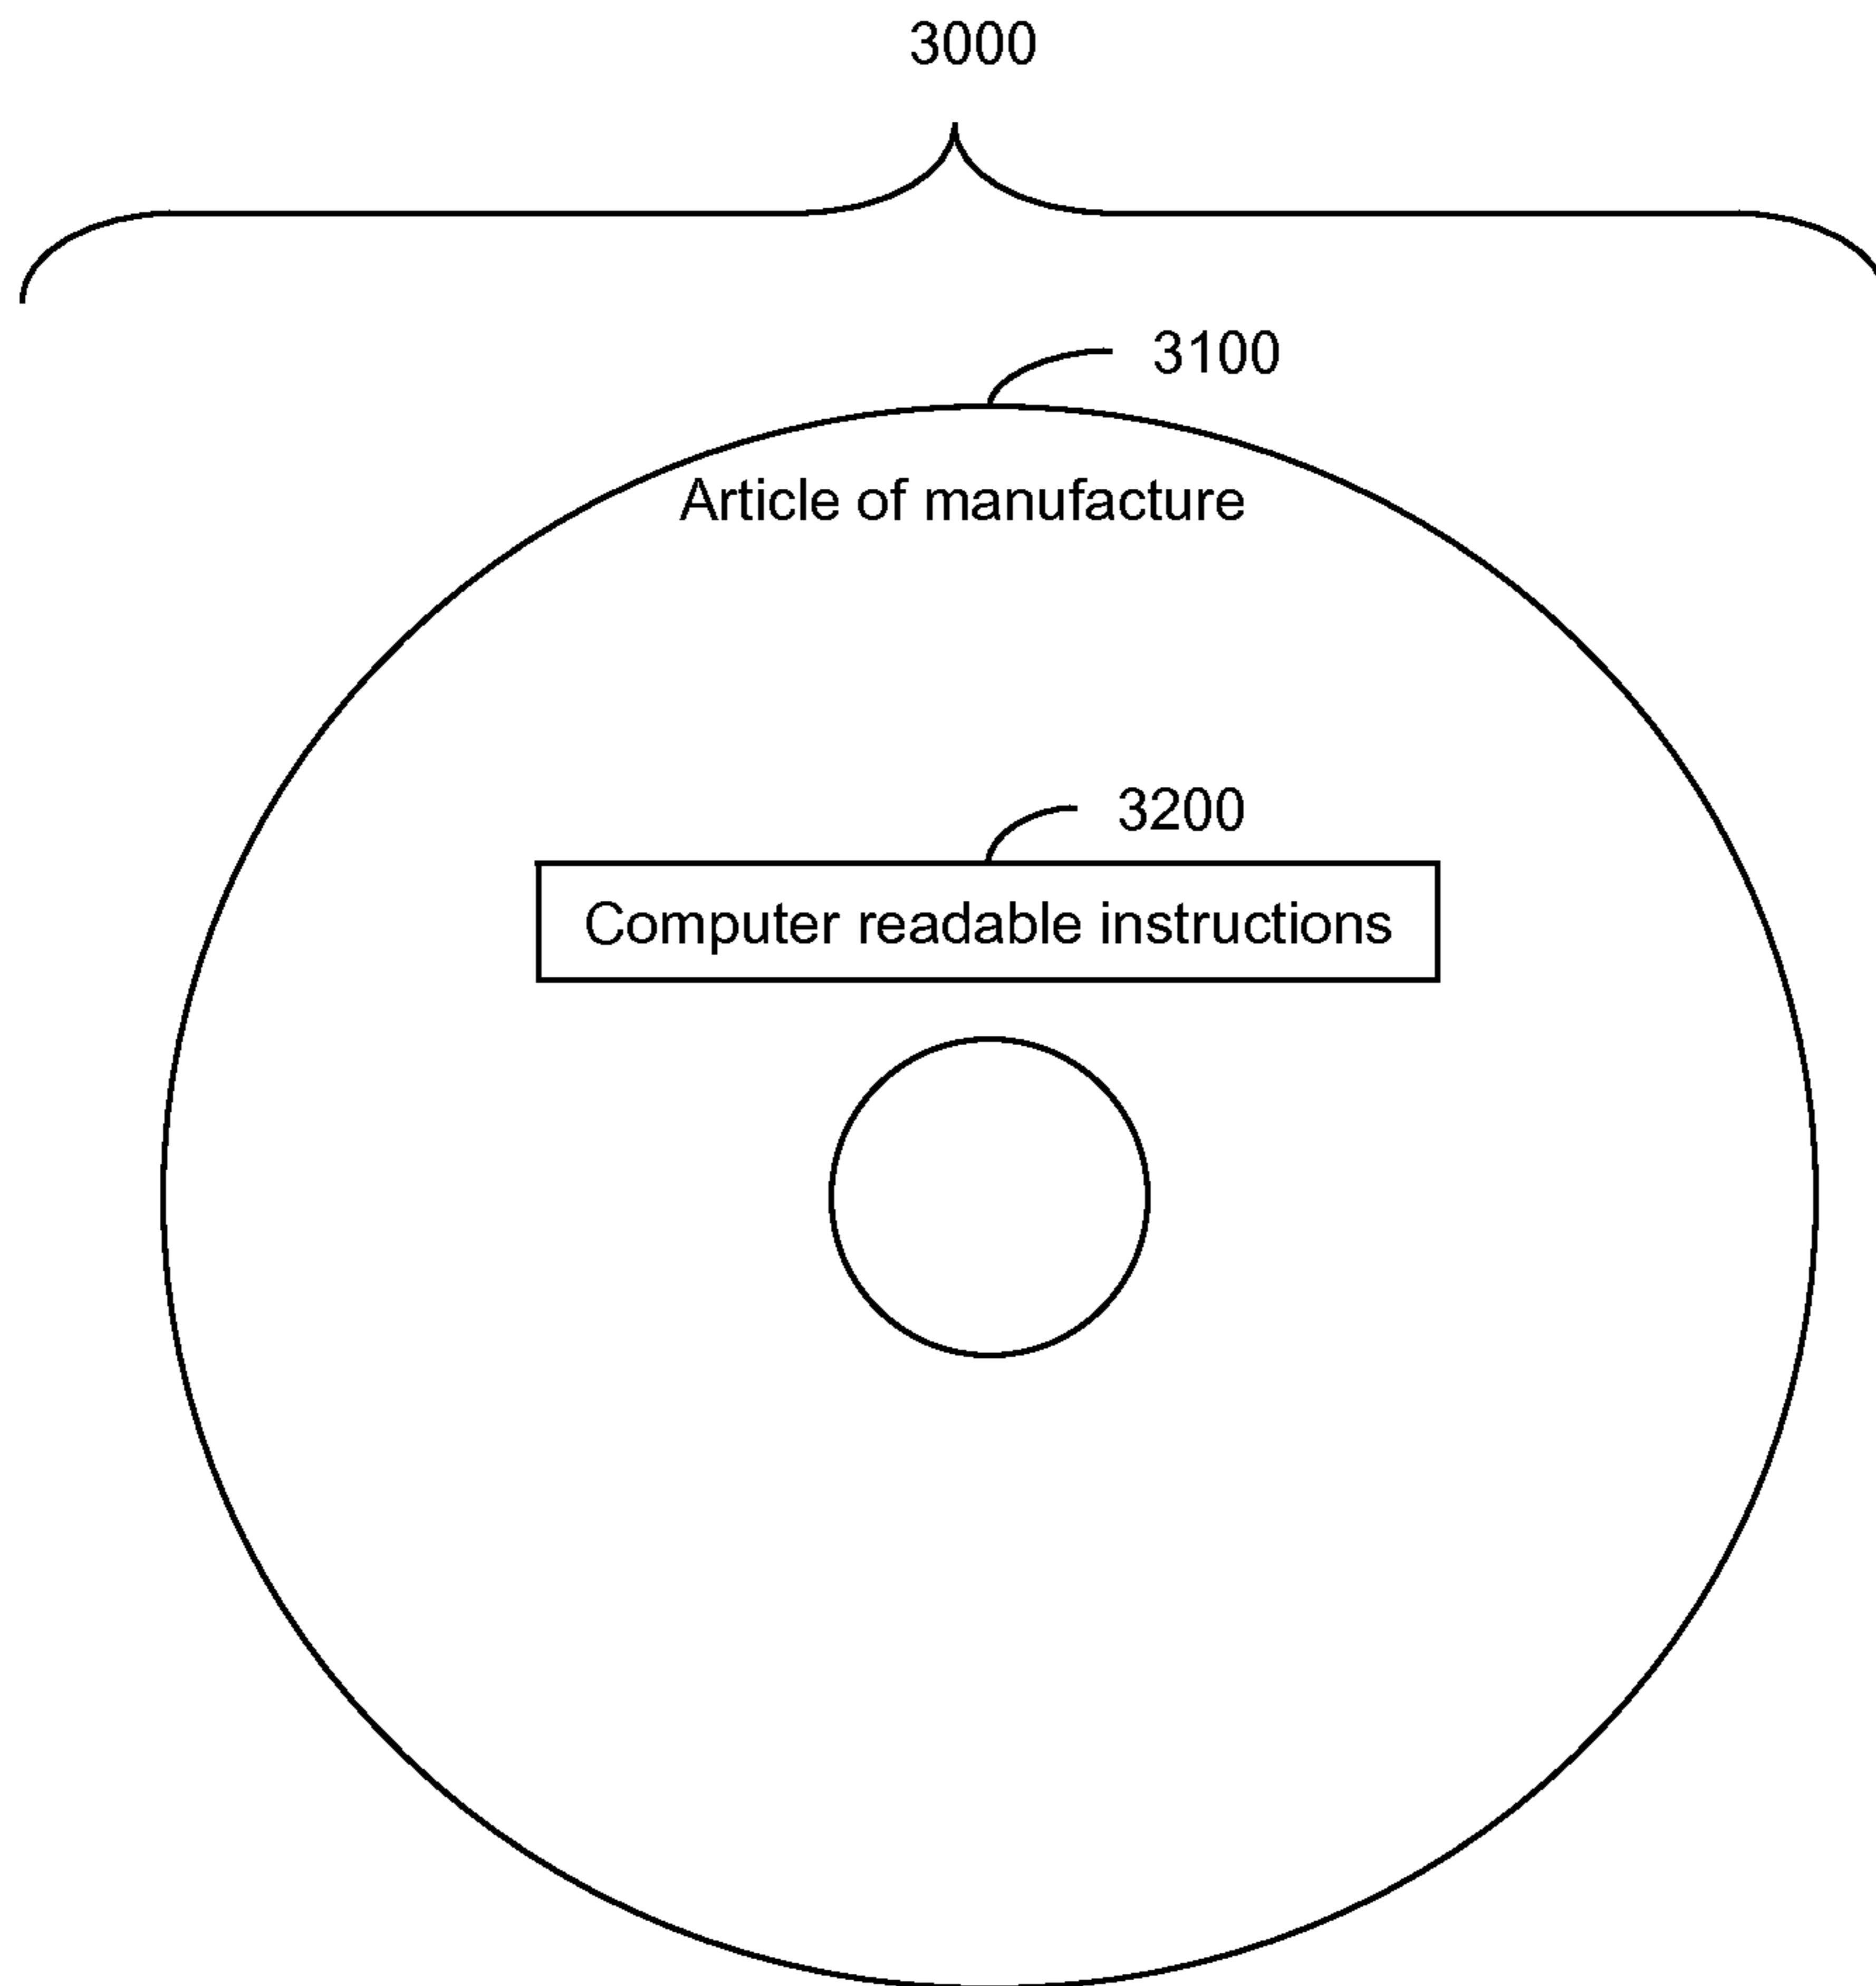 3000
3100
Article of manufacture
3200
Computer readable instructions